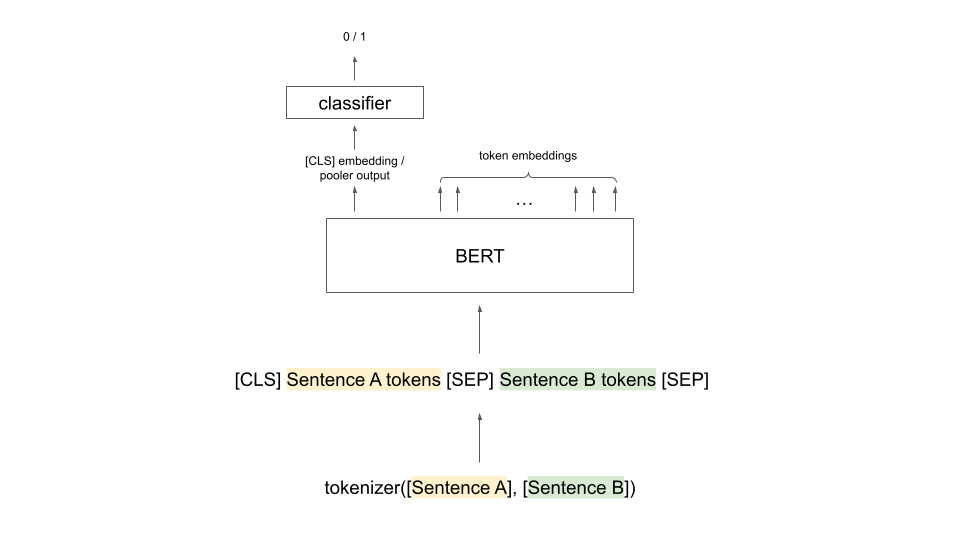 0 / 1
classifier
[CLS] embedding /
pooler output
token embeddings
...
BERT
[CLS] Sentence A tokens [SEP] Sentence B tokens [SEP]
tokenizer([Sentence A], [Sentence B])